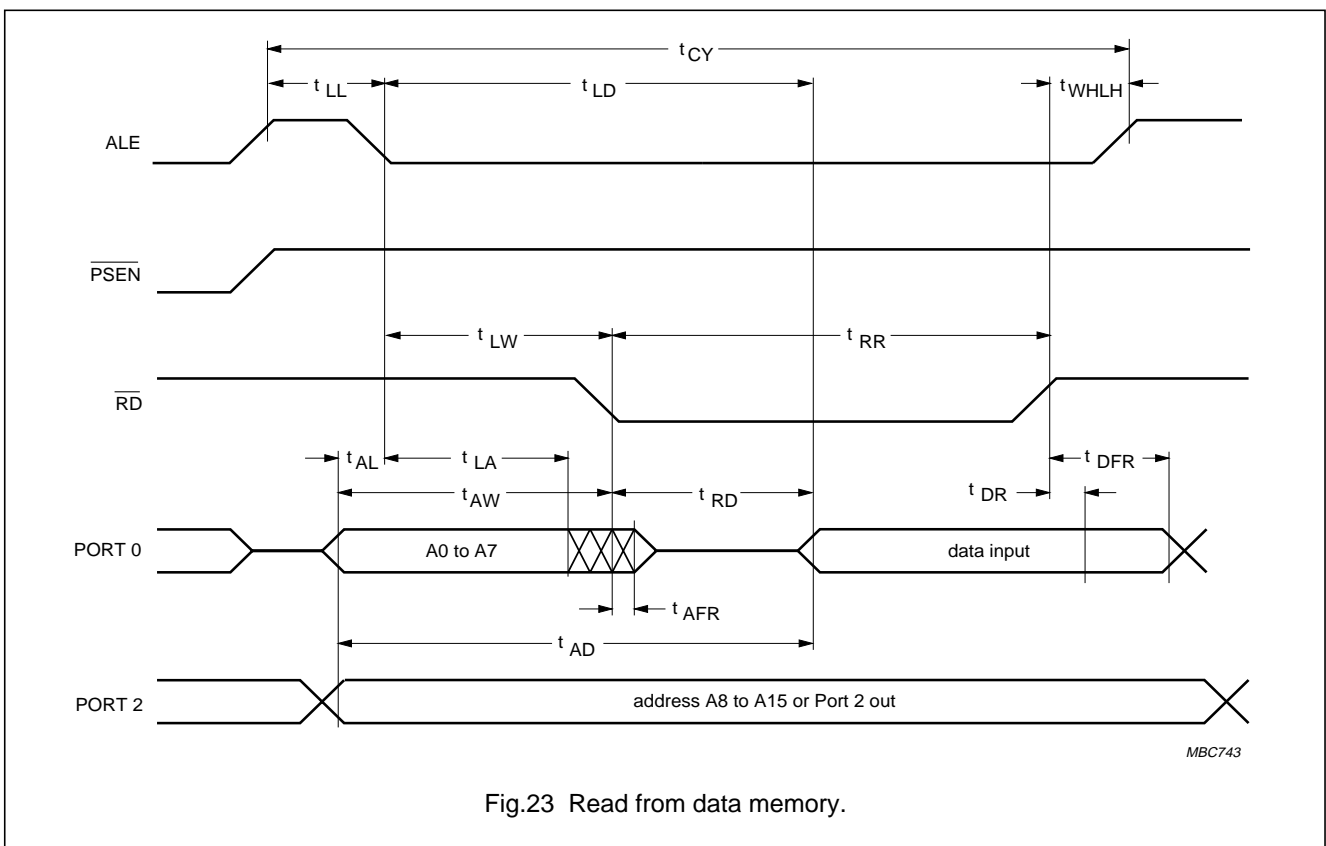 t CY
t LL
t LD
t WHLH
ALE
PSEN
t LW
t RR
RD
t AL
t LA
t DFR
t AW
t RD
t DR
PORT 0
A0 to A7
data input
t AFR
t AD
PORT 2
address A8 to A15 or Port 2 out
MBC743
Fig.23 Read from data memory.